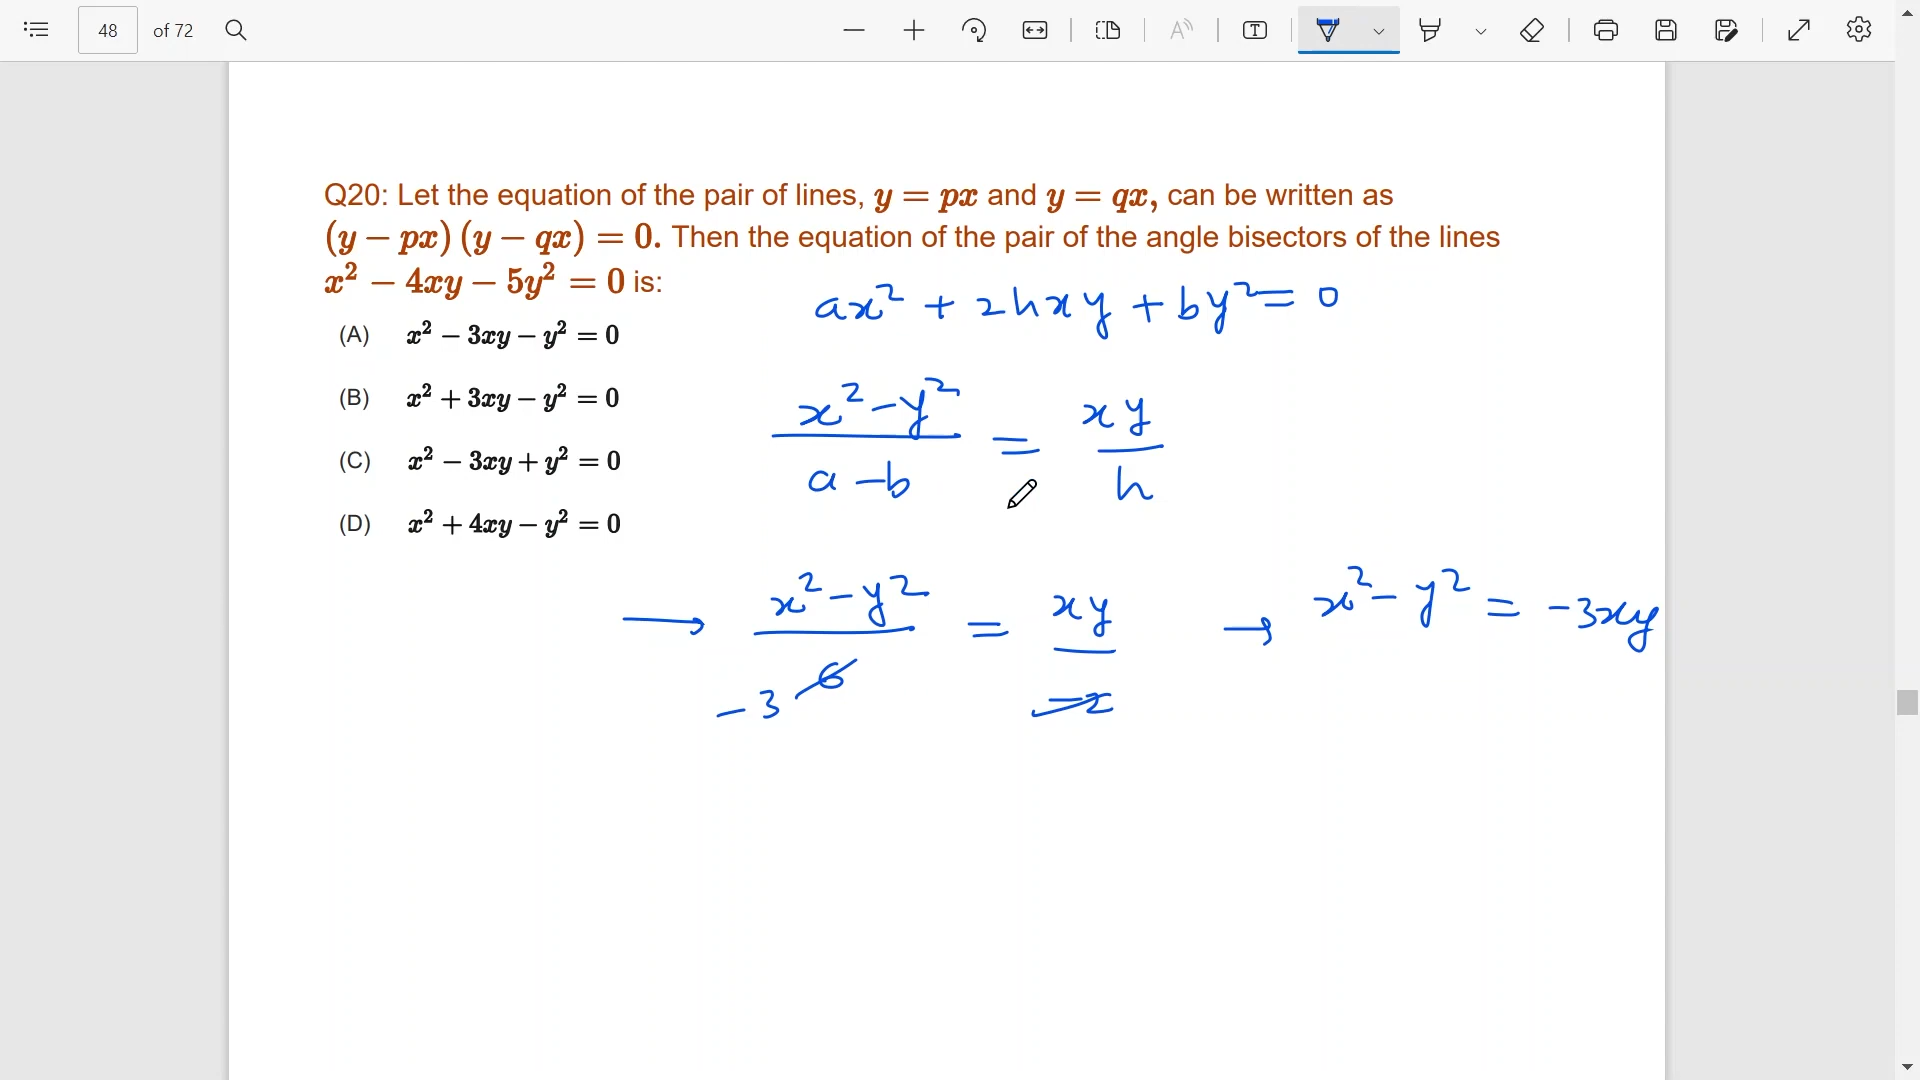 48 of 72
Q20: Let the equation of the pair of lines, y = px and y = qx, can be written as
(y − px) (y − qx) = 0. Then the equation of the pair of the angle bisectors of the lines
x² − 4xy − 5y² = 0 is:
ax² + 2hxy + by² = 0
(A) x² − 3xy − y² = 0
(B) x² + 3xy − y² = 0
(C) x² − 3xy + y² = 0
(D) x² + 4xy − y² = 0
x² − y² / a − b = xy / h
→ x² − y² / 6 = xy / −2 → x² − y² = −3xy
−3